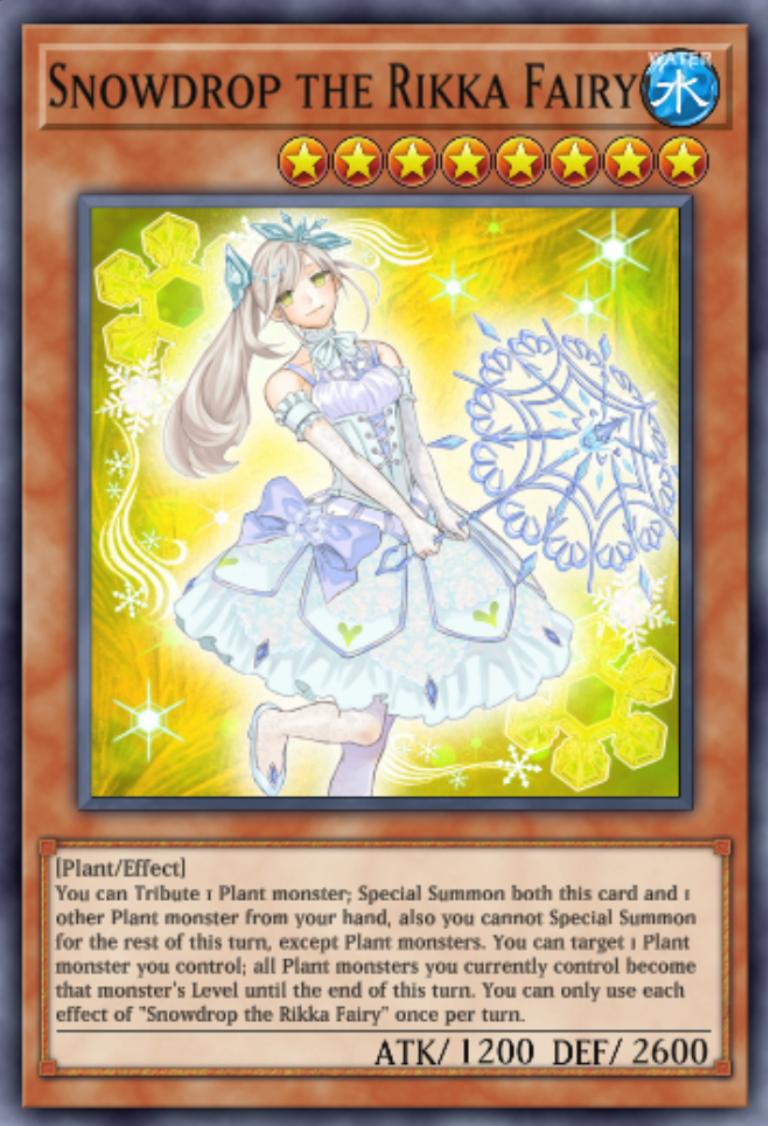 Snowdrop the Rikka Fairy
WATER
水
[Plant/Effect]
You can Tribute 1 Plant monster; Special Summon both this card and 1
other Plant monster from your hand, also you cannot Special Summon
for the rest of this turn, except Plant monsters. You can target 1 Plant
monster you control; all Plant monsters you currently control become
that monster's Level until the end of this turn. You can only use each
effect of "Snowdrop the Rikka Fairy" once per turn.
ATK/ 1200 DEF/ 2600